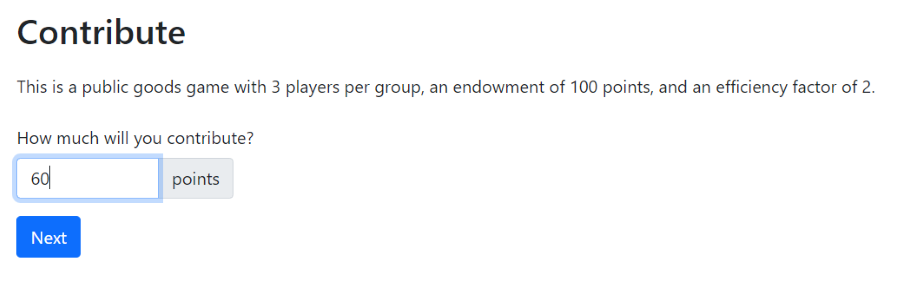 Contribute
This is a public goods game with 3 players per group, an endowment of 100 points, and an efficiency factor of 2.
How much will you contribute?
60 points
Next